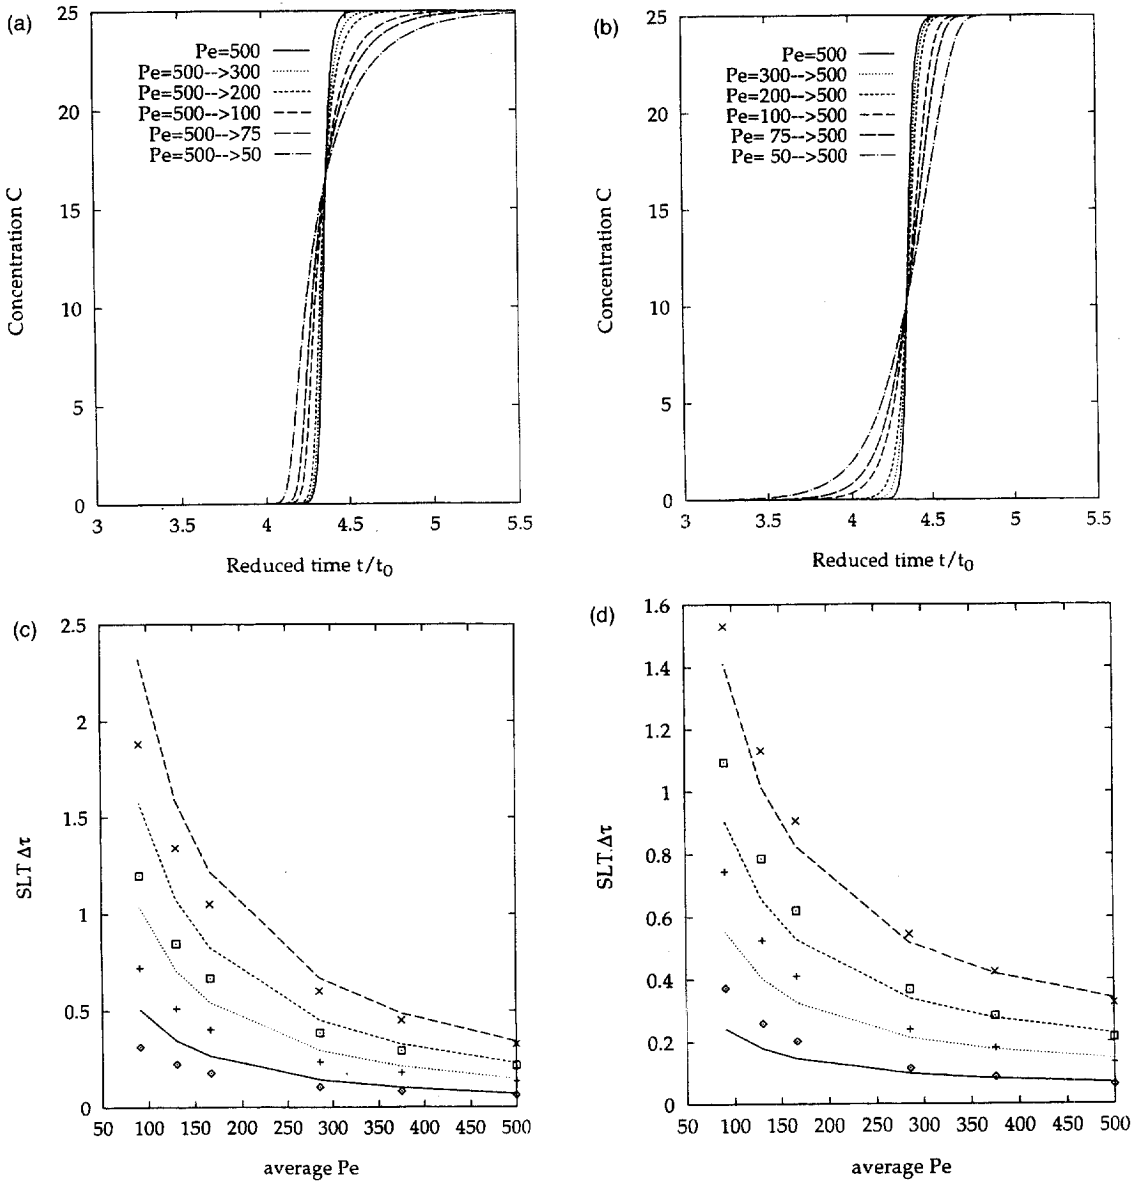 (a)
25
20
15
10
5
0
Concentration C
Pe=500
Pe=500-->300
Pe=500-->200
Pe=500-->100
Pe=500-->75
Pe=500-->50
3 3.5 4 4.5 5 5.5
Reduced time t/t0
(b)
25
20
15
10
5
0
Concentration C
Pe=500
Pe=300-->500
Pe=200-->500
Pe=100-->500
Pe= 75-->500
Pe= 50-->500
3 3.5 4 4.5 5 5.5
Reduced time t/t0
(c)
2.5
2
1.5
1
0.5
0
SLT Δτ
50 100 150 200 250 300 350 400 450 500
average Pe
(d)
1.6
1.4
1.2
1
0.8
0.6
0.4
0.2
0
SLT Δτ
50 100 150 200 250 300 350 400 450 500
average Pe